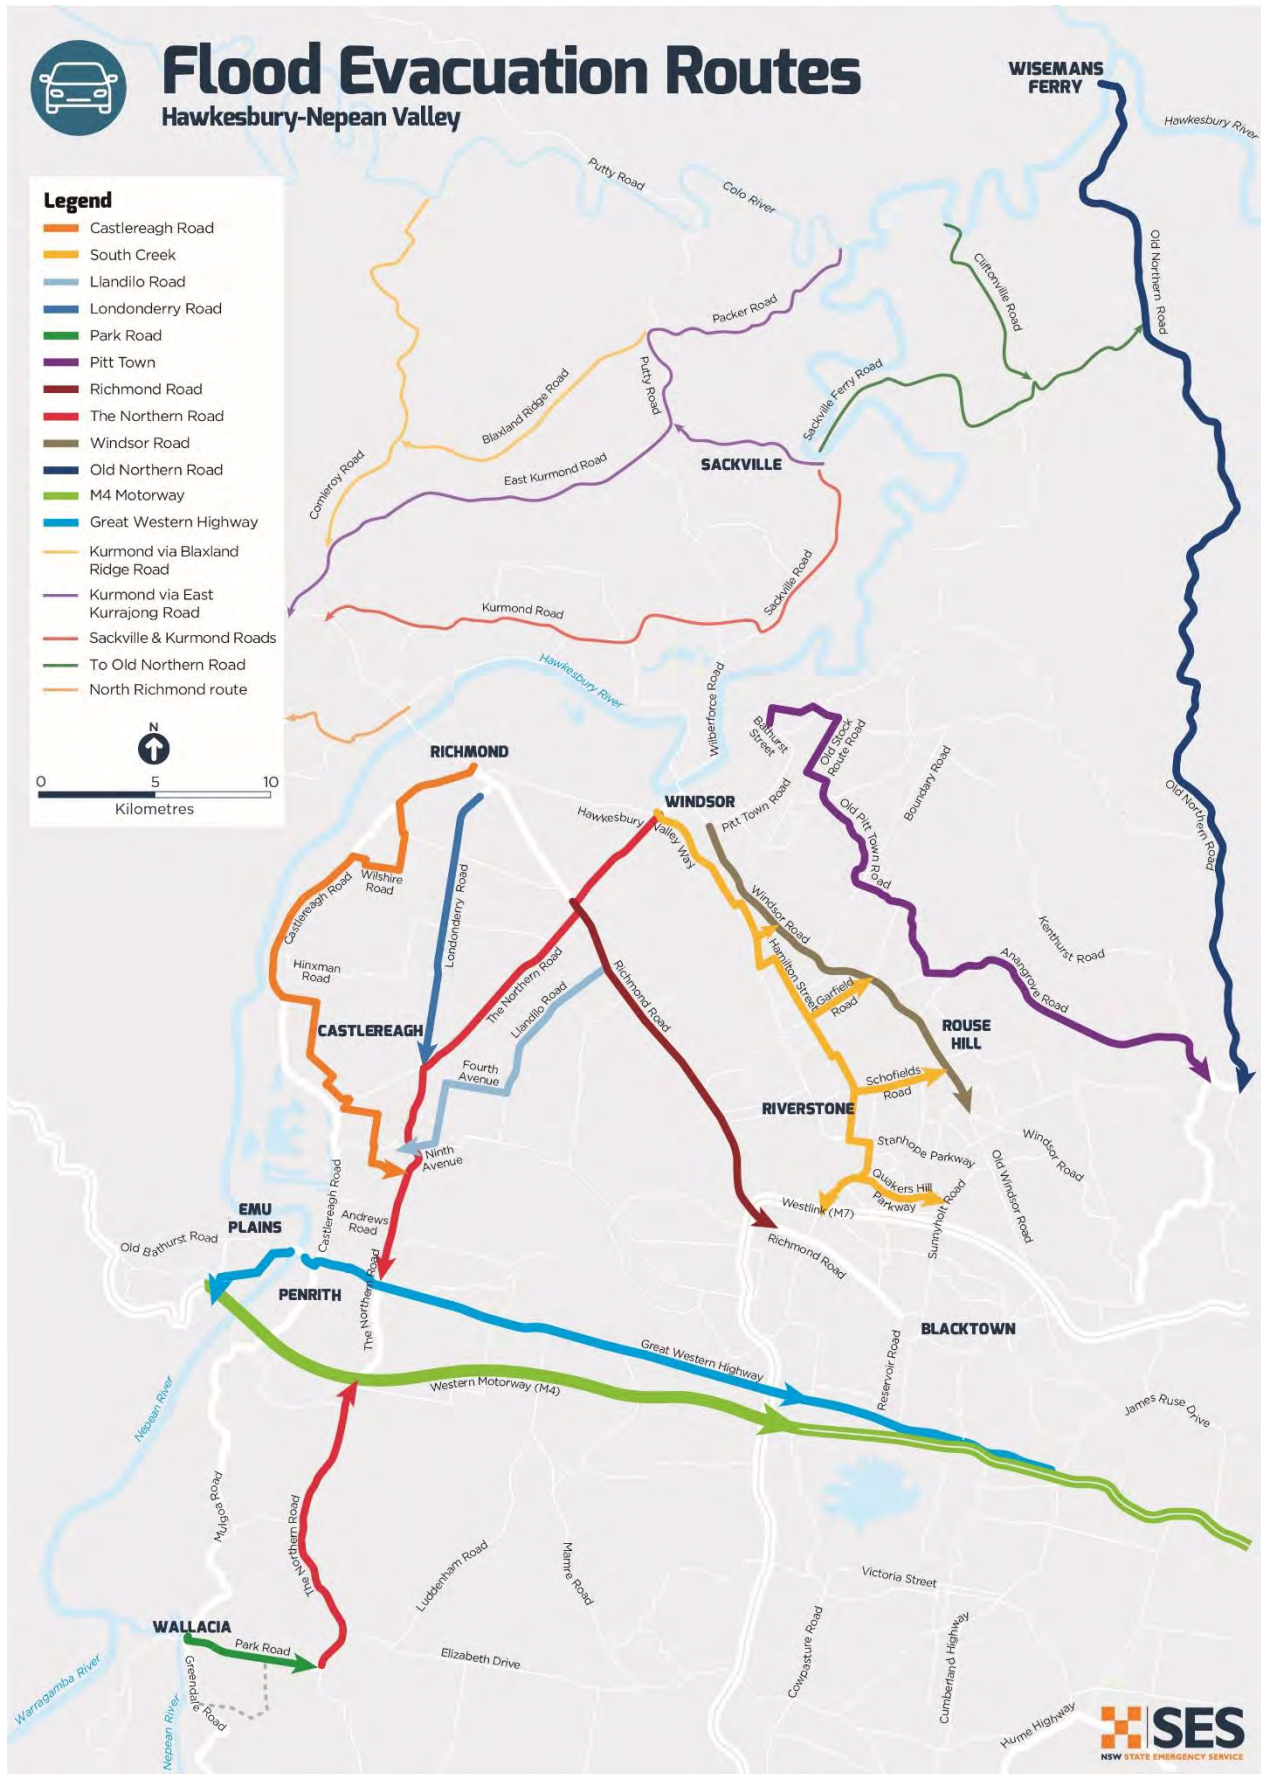 Flood Evacuation Routes
Hawkesbury-Nepean Valley
WISEMANS
FERRY
Hawkesbury River
Putty Road
Colo River
Legend
Castlereagh Road
South Creek
Llandilo Road
Londonderry Road
Park Road
Pitt Town
Richmond Road
The Northern Road
Windsor Road
Old Northern Road
M4 Motorway
Great Western Highway
Kurmond via Blaxland
Ridge Road
Kurmond via East
Kurrajong Road
Sackville & Kurmond Roads
To Old Northern Road
North Richmond route
N
0 5 10
Kilometres
Old Northern Road
Cliftonville Road
Packer Road
Putty Road
Sackville Ferry Road
Blaxland Ridge Road
Comleroy Road
East Kurmond Road
SACKVILLE
Sackville Road
Kurmond Road
Hawkesbury River
Wilberforce Road
Bathurst
Street
Old Stock
Route Road
Boundary Road
RICHMOND
WINDSOR
Pitt Town Road
Hawkesbury Valley Way
Old Pitt Town Road
Old Northern Road
Castlereagh Road
Wilshire
Road
Londonderry Road
Windsor Road
Kenthurst Road
Hinxman
Road
The Northern Road
Llandilo Road
Richmond Road
Hamilton Street
Garfield
Road
Anangrove Road
CASTLEREAGH
ROUSE
HILL
Fourth
Avenue
Schofields
Road
RIVERSTONE
Ninth
Avenue
Stanhope Parkway
Windsor Road
Old Windsor Road
Quakers Hill
Parkway
Sunnyholt Road
Castlereagh Road
EMU
PLAINS
Andrews
Road
Westlink (M7)
Old Bathurst Road
Richmond Road
PENRITH
The Northern Road
BLACKTOWN
Great Western Highway
Reservoir Road
Western Motorway (M4)
James Ruse Drive
Nepean River
Mulgoa Road
The Northern Road
Luddenham Road
Mamre Road
Victoria Street
WALLACIA
Park Road
Elizabeth Drive
Cowpasture Road
Cumberland Highway
Greendale Road
Warragamba River
Nepean River
Hume Highway
SES
NSW STATE EMERGENCY SERVICE